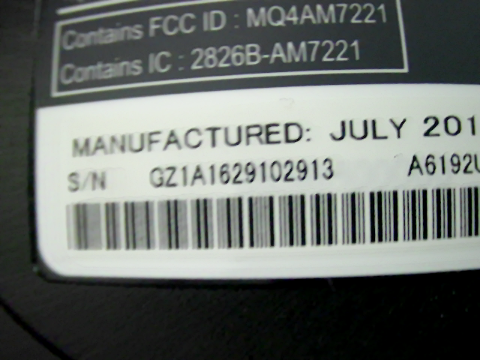 Contains FCC ID : MQ4AM7221
Contains IC : 2826B-AM7221
MANUFACTURED: JULY 201
S/N GZ1A1629102913 A6192U